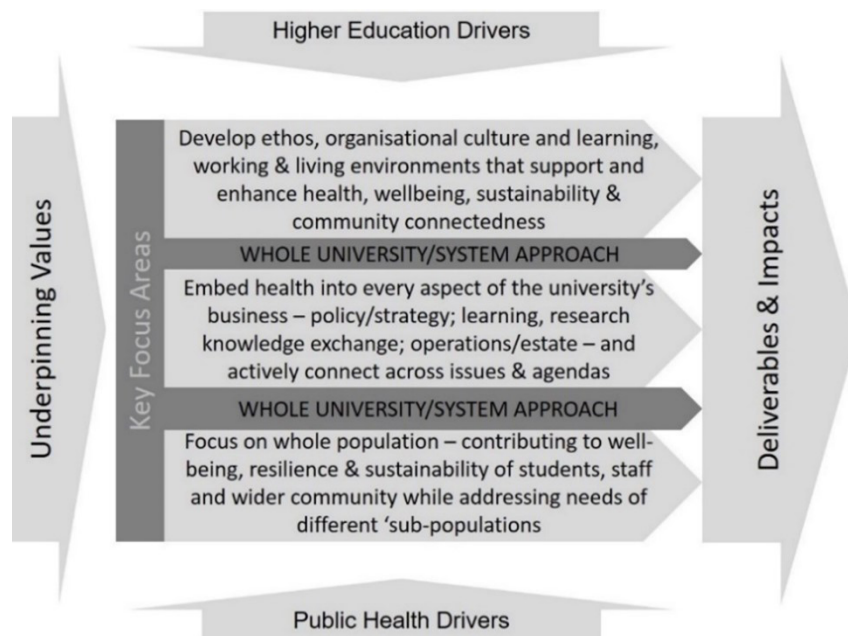 Higher Education Drivers
Underpinning Values
Key Focus Areas
Develop ethos, organisational culture and learning,
working & living environments that support and
enhance health, wellbeing, sustainability &
community connectedness
WHOLE UNIVERSITY/SYSTEM APPROACH
Embed health into every aspect of the university's
business – policy/strategy; learning, research
knowledge exchange; operations/estate – and
actively connect across issues & agendas
WHOLE UNIVERSITY/SYSTEM APPROACH
Focus on whole population – contributing to well-
being, resilience & sustainability of students, staff
and wider community while addressing needs of
different ‘sub-populations
Deliverables & Impacts
Public Health Drivers